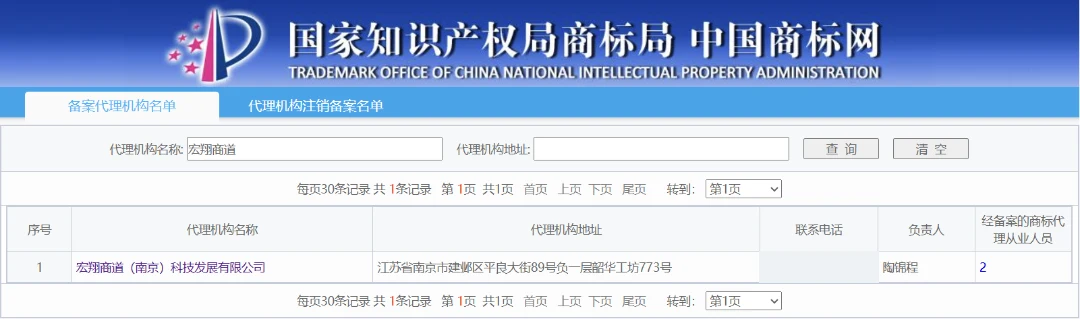 国家知识产权局商标局 中国商标网
TRADEMARK OFFICE OF CHINA NATIONAL INTELLECTUAL PROPERTY ADMINISTRATION
备案代理机构名单 代理机构注销备案名单
代理机构名称: 宏翔商道 代理机构地址: 查 询 清 空
每页30条记录 共 1条记录 第 1页 共1页 首页 上页 下页 尾页 转到: 第1页
序号 代理机构名称 代理机构地址 联系电话 负责人 经备案的商标代
理从业人员
1 宏翔商道（南京）科技发展有限公司 江苏省南京市建邺区平良大街89号负一层韶华工坊773号 陶锦程 2
每页30条记录 共 1条记录 第 1页 共1页 首页 上页 下页 尾页 转到: 第1页